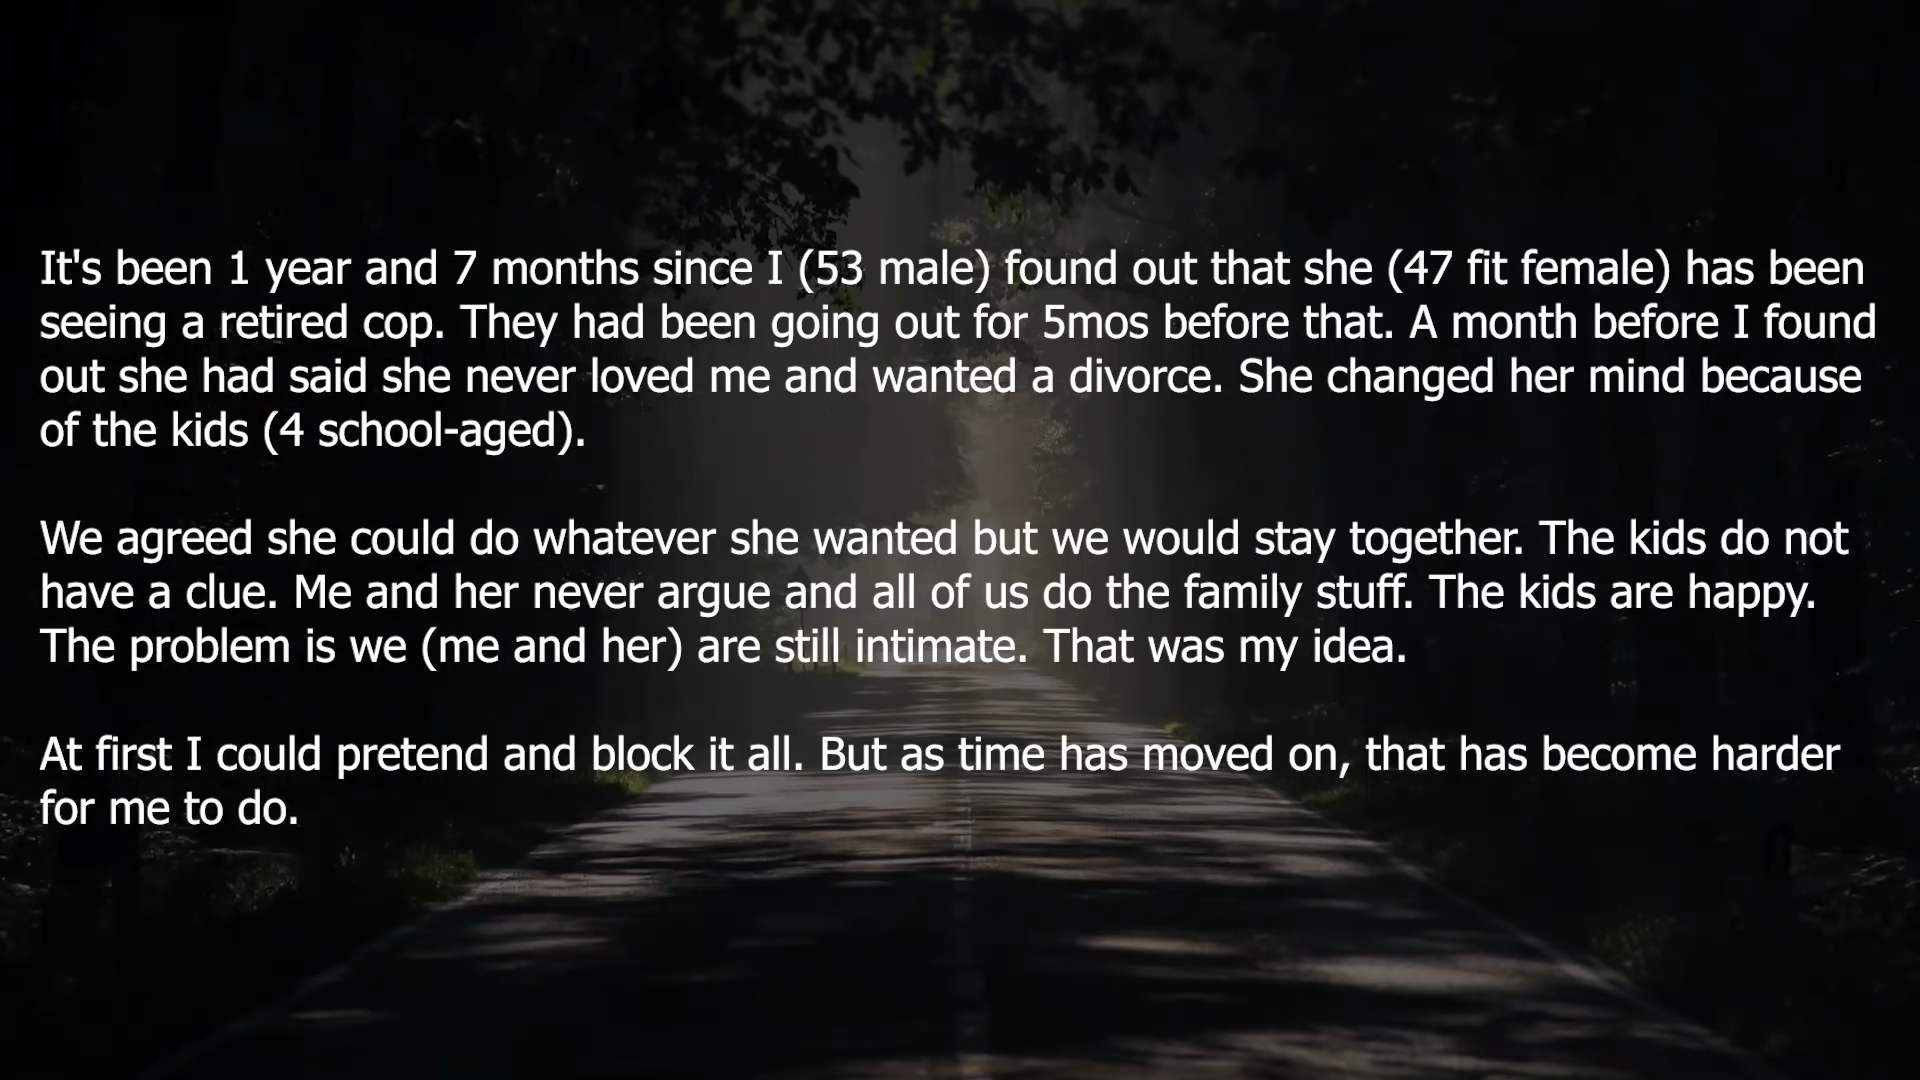 It's been 1 year and 7 months since I (53 male) found out that she (47 fit female) has been
seeing a retired cop. They had been going out for 5mos before that. A month before I found
out she had said she never loved me and wanted a divorce. She changed her mind because
of the kids (4 school-aged).
We agreed she could do whatever she wanted but we would stay together. The kids do not
have a clue. Me and her never argue and all of us do the family stuff. The kids are happy.
The problem is we (me and her) are still intimate. That was my idea.
At first I could pretend and block it all. But as time has moved on, that has become harder
for me to do.